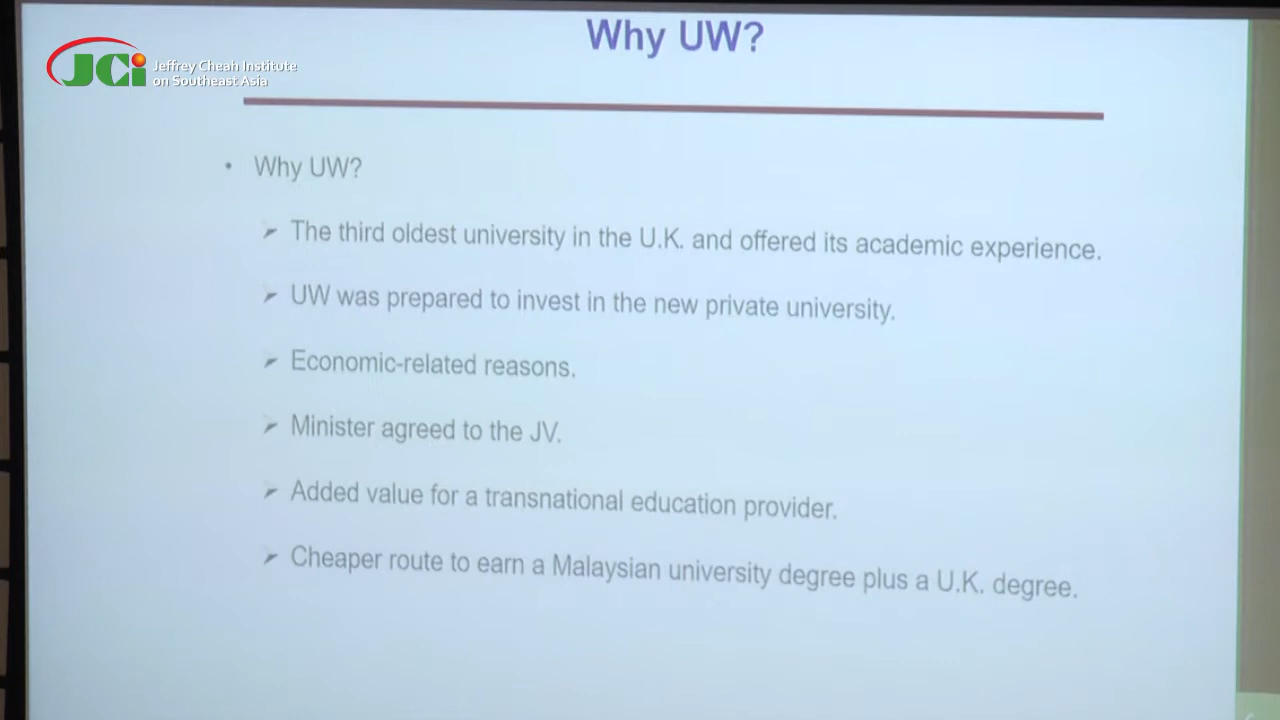 Why UW?
JCi Jeffrey Cheah Institute
on Southeast Asia
• Why UW?
➢ The third oldest university in the U.K. and offered its academic experience.
➢ UW was prepared to invest in the new private university.
➢ Economic-related reasons.
➢ Minister agreed to the JV.
➢ Added value for a transnational education provider.
➢ Cheaper route to earn a Malaysian university degree plus a U.K. degree.